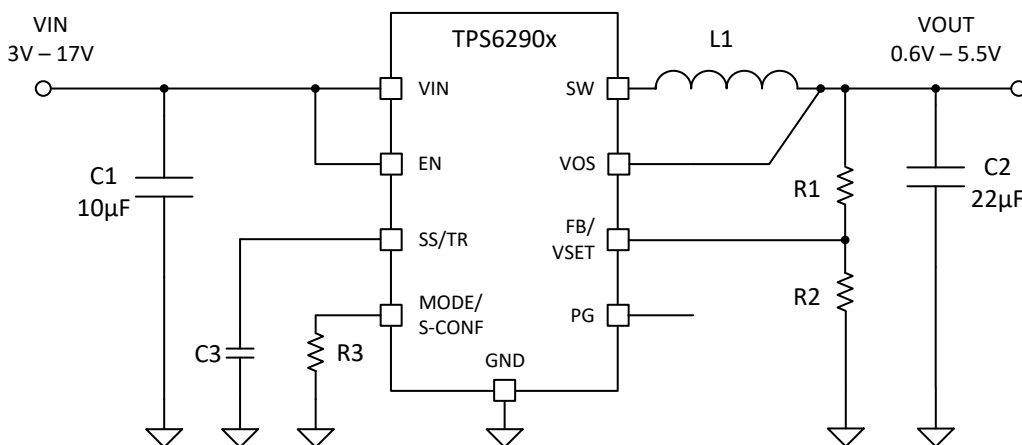 VIN
3V – 17V
TPS6290x
L1
VOUT
0.6V – 5.5V
VIN
SW
EN
VOS
C1
10µF
R1
C2
22µF
SS/TR
FB/
VSET
MODE/
S-CONF
R2
PG
C3
R3
GND